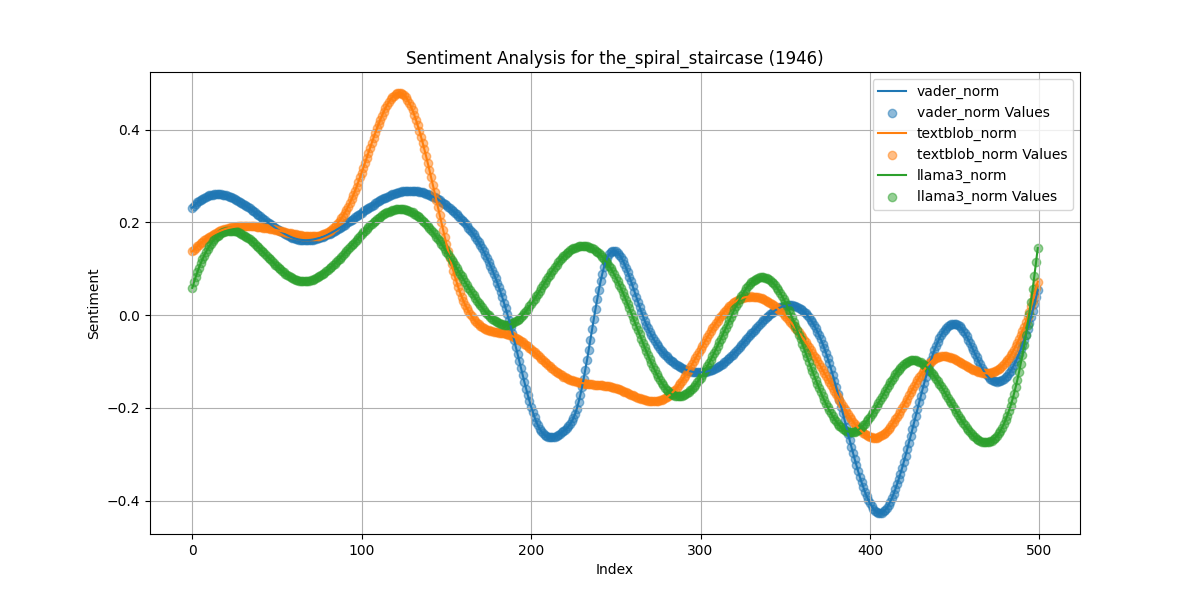 Sentiment Analysis for the_spiral_staircase (1946)
vader_norm
vader_norm Values
textblob_norm
textblob_norm Values
llama3_norm
llama3_norm Values
Sentiment
0.4
0.2
0.0
−0.2
−0.4
0 100 200 300 400 500
Index